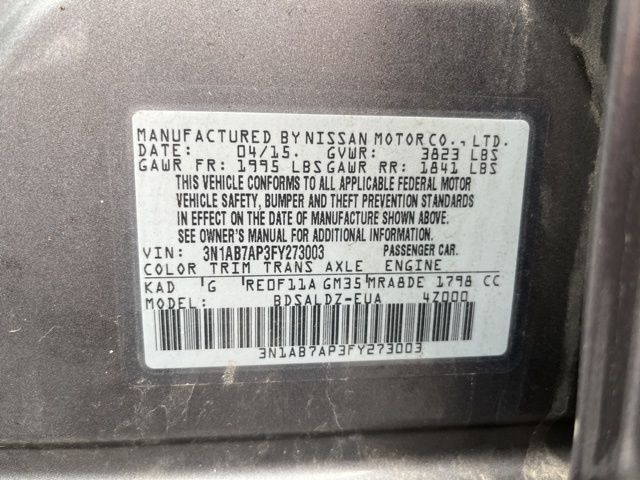 MANUFACTURED BY NISSAN MOTOR CO., LTD.
DATE: 04/15. GVWR: 3823 LBS
GAWR FR: 1995 LBS GAWR RR: 1841 LBS
THIS VEHICLE CONFORMS TO ALL APPLICABLE FEDERAL MOTOR
VEHICLE SAFETY, BUMPER AND THEFT PREVENTION STANDARDS
IN EFFECT ON THE DATE OF MANUFACTURE SHOWN ABOVE.
SEE OWNER'S MANUAL FOR ADDITIONAL INFORMATION.
VIN: 3N1AB7AP3FY273003 PASSENGER CAR.
COLOR TRIM TRANS AXLE ENGINE
KAD G RE0F11A GM35 MRA8DE 1798 CC
MODEL: BDSALDZ-EUA 4Z000
3N1AB7AP3FY273003